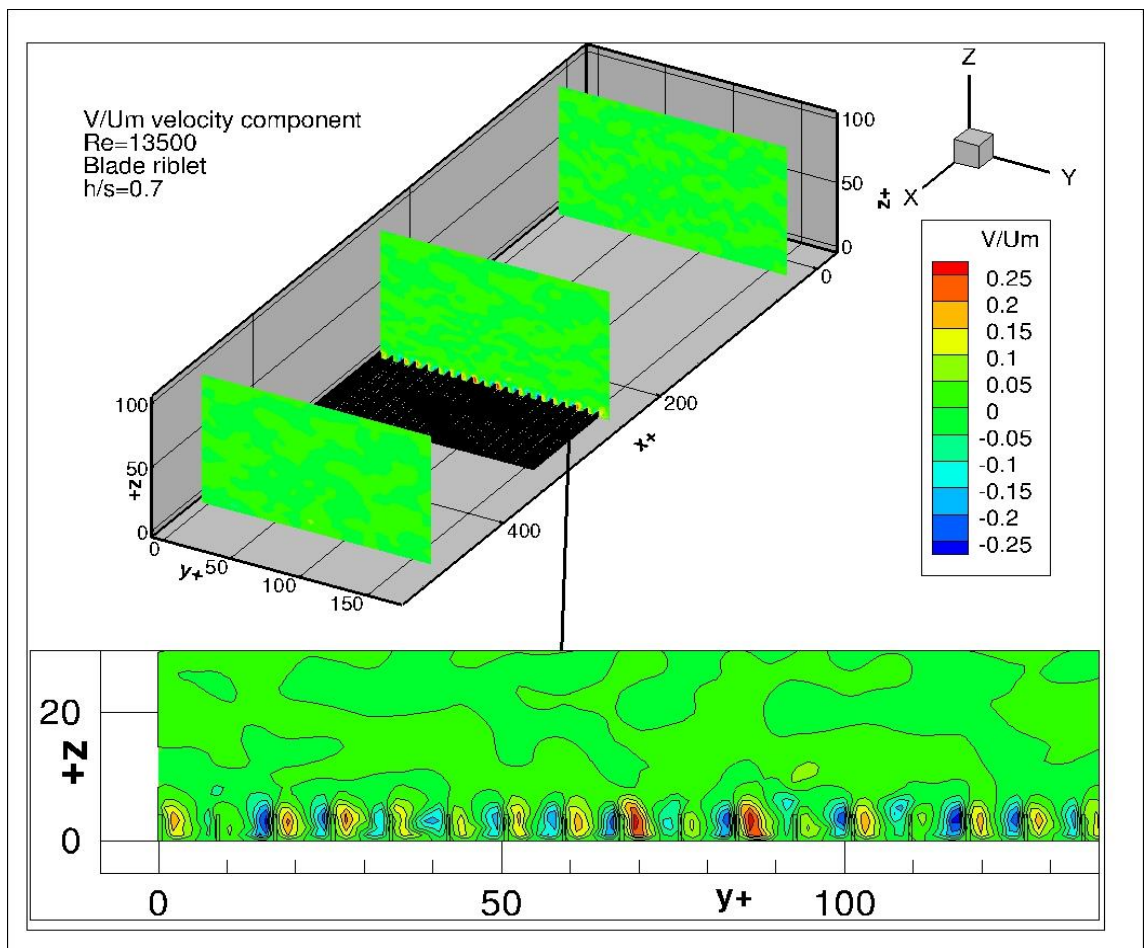 V/Um velocity component
Re=13500
Blade riblet
h/s=0.7
Z
X
Y
100
50
0
z+
0
200
x+
400
100
50
0
z+
0
50
100
150
y+
V/Um
0.25
0.2
0.15
0.1
0.05
0
-0.05
-0.1
-0.15
-0.2
-0.25
20
0
z+
0
50
100
y+